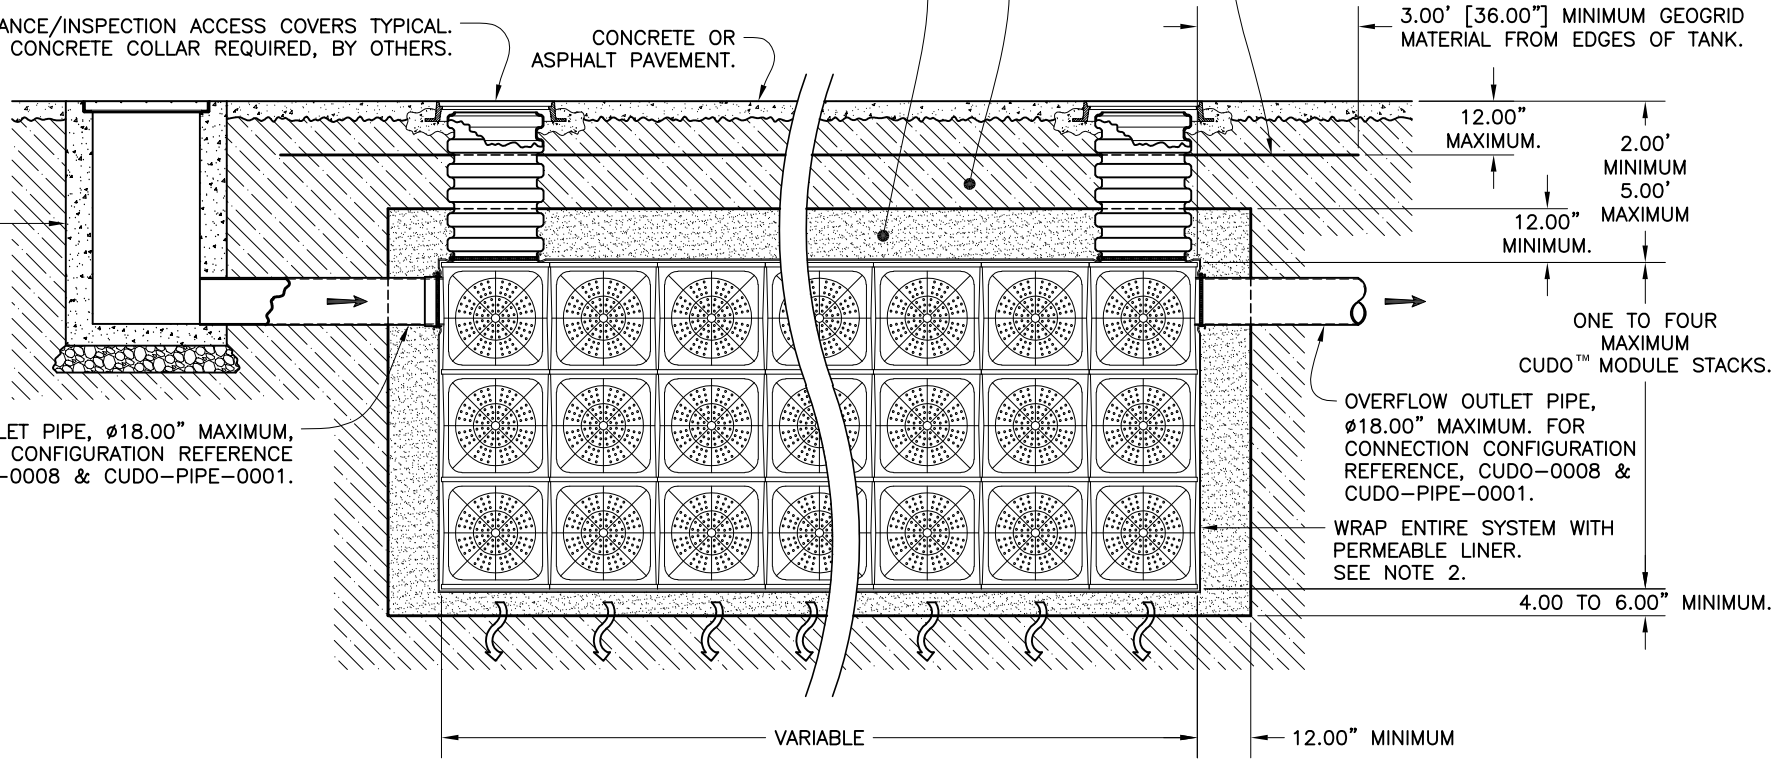 ANCE/INSPECTION ACCESS COVERS TYPICAL.
CONCRETE COLLAR REQUIRED, BY OTHERS.
CONCRETE OR
ASPHALT PAVEMENT.
3.00' [36.00"] MINIMUM GEOGRID
MATERIAL FROM EDGES OF TANK.
12.00"
MAXIMUM.
2.00'
MINIMUM
5.00'
MAXIMUM
12.00"
MINIMUM.
ONE TO FOUR
MAXIMUM
CUDO™ MODULE STACKS.
LET PIPE, ø18.00" MAXIMUM,
CONFIGURATION REFERENCE
-0008 & CUDO-PIPE-0001.
OVERFLOW OUTLET PIPE,
ø18.00" MAXIMUM. FOR
CONNECTION CONFIGURATION
REFERENCE, CUDO-0008 &
CUDO-PIPE-0001.
WRAP ENTIRE SYSTEM WITH
PERMEABLE LINER.
SEE NOTE 2.
4.00 TO 6.00" MINIMUM.
VARIABLE
12.00" MINIMUM